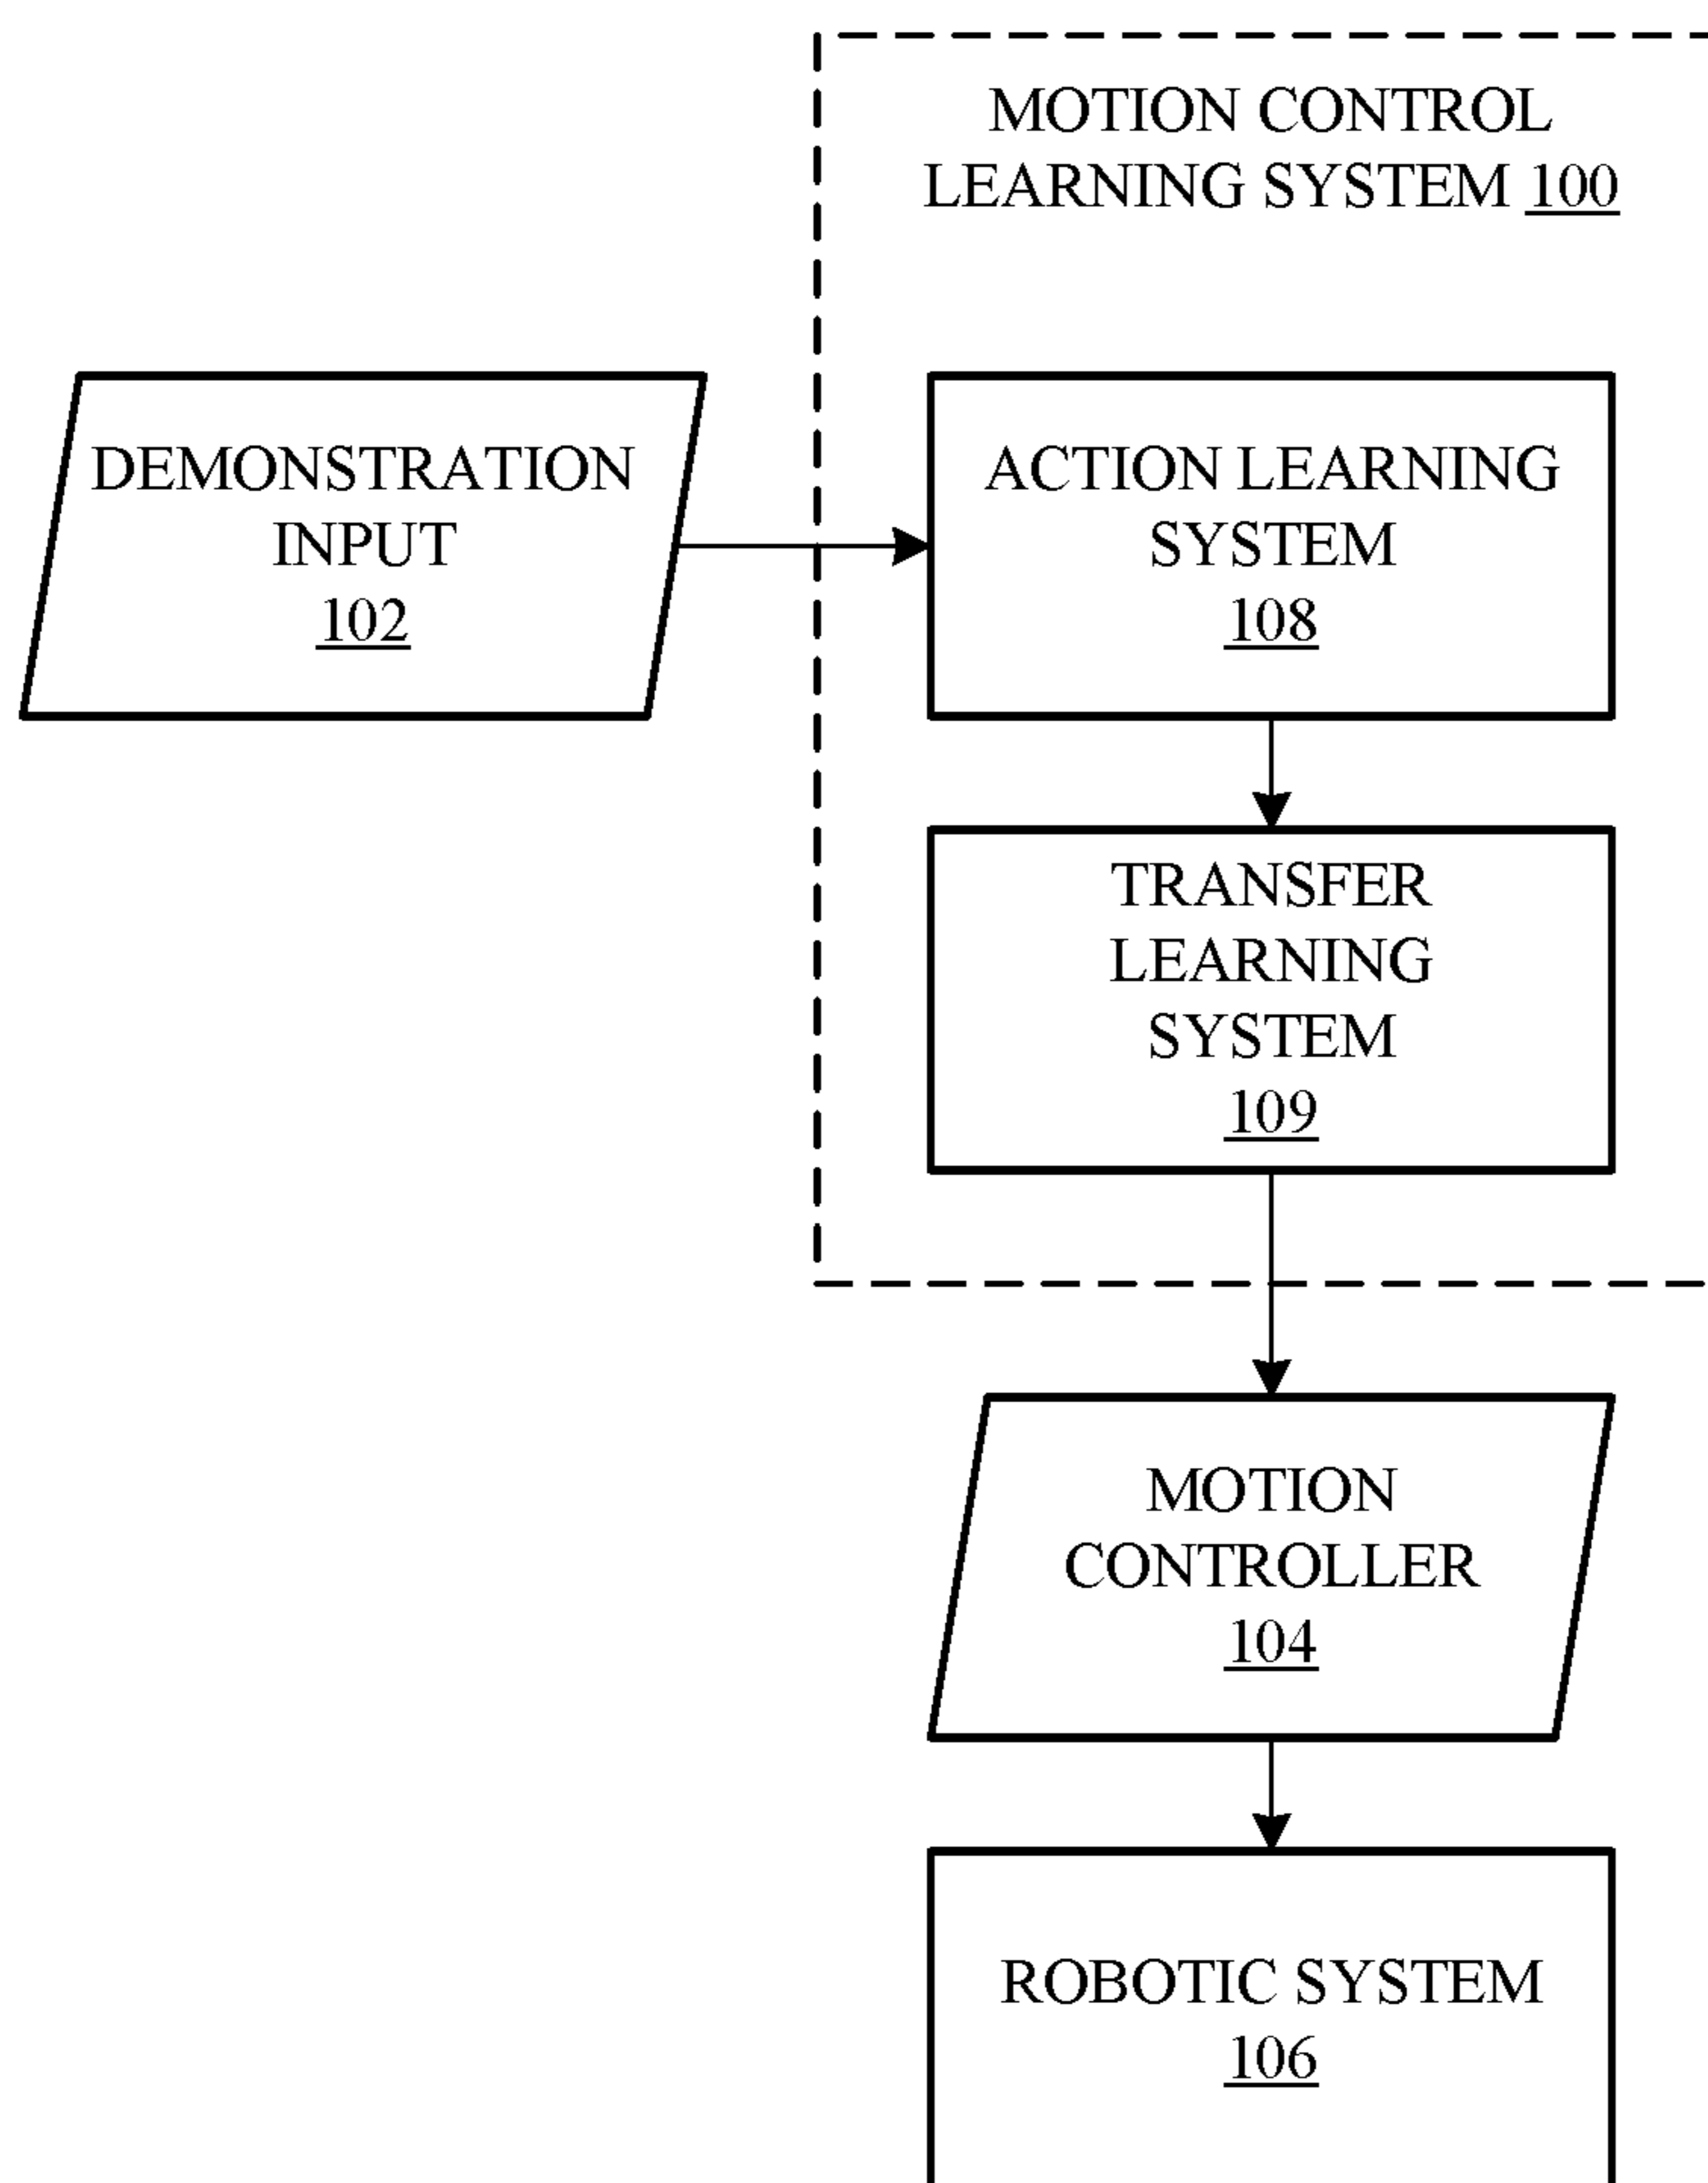 MOTION CONTROL
LEARNING SYSTEM 100
DEMONSTRATION
INPUT
102
ACTION LEARNING
SYSTEM
108
TRANSFER
LEARNING
SYSTEM
109
MOTION
CONTROLLER
104
ROBOTIC SYSTEM
106